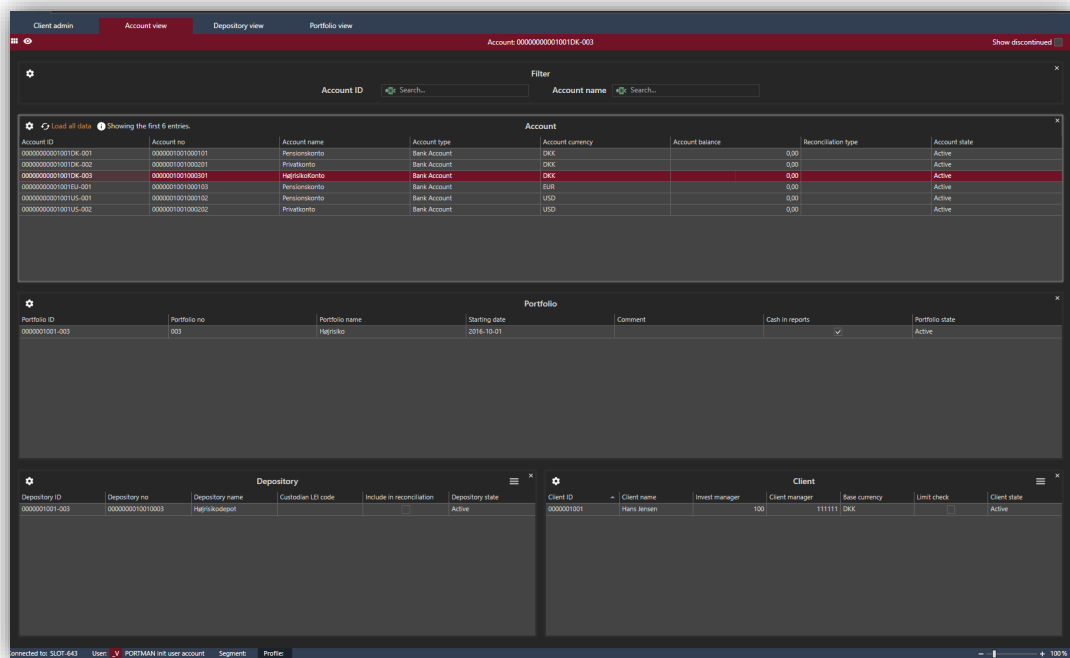 Client admin Account view Depository view Portfolio view
Account: 00000000001001DK-003 Show discontinued
Filter
Account ID Search... Account name Search...
Load all data Showing the first 6 entries. Account
Account ID Account no Account name Account type Account currency Account balance Reconciliation type Account state
00000000001001DK-001 0000001001000101 Pensionskonto Bank Account DKK 0,00 Active
00000000001001DK-002 0000001001000201 Privatkonto Bank Account DKK 0,00 Active
00000000001001DK-003 0000001001000301 HøjrisikoKonto Bank Account DKK 0,00 Active
00000000001001EU-001 0000001001000103 Pensionskonto Bank Account EUR 0,00 Active
00000000001001US-001 0000001001000102 Pensionskonto Bank Account USD 0,00 Active
00000000001001US-002 0000001001000202 Privatkonto Bank Account USD 0,00 Active
Portfolio
Portfolio ID Portfolio no Portfolio name Starting date Comment Cash in reports Portfolio state
0000001001-003 003 Højrisiko 2016-10-01 Active
Depository
Depository ID Depository no Depository name Custodian LEI code Include in reconciliation Depository state
0000001001-003 0000000010010003 Højrisikodepot Active
Client
Client ID Client name Invest manager Client manager Base currency Limit check Client state
0000001001 Hans Jensen 100 111111 DKK Active
onnected to: SLOT-643 User: _V PORTMAN init user account Segment: Profile: 100 %